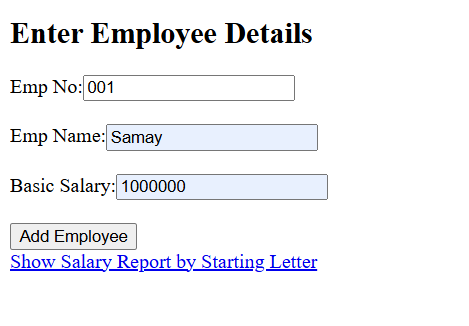 Enter Employee Details
Emp No:001
Emp Name:Samay
Basic Salary:1000000
Add Employee
Show Salary Report by Starting Letter